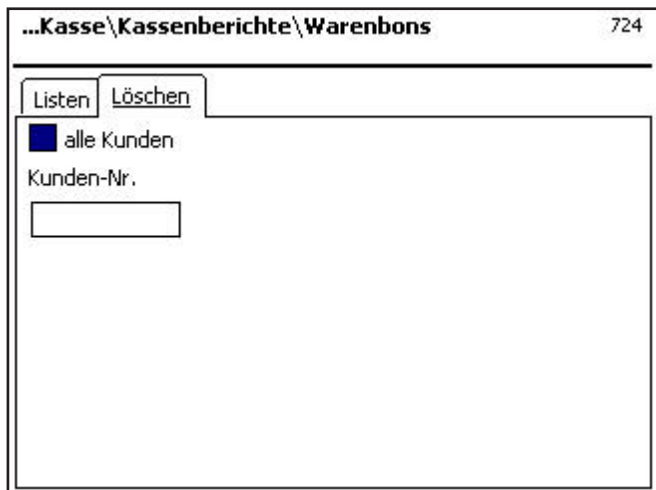 ...Kasse\Kassenberichte\Warenbons 724
Listen Löschen
alle Kunden
Kunden-Nr.